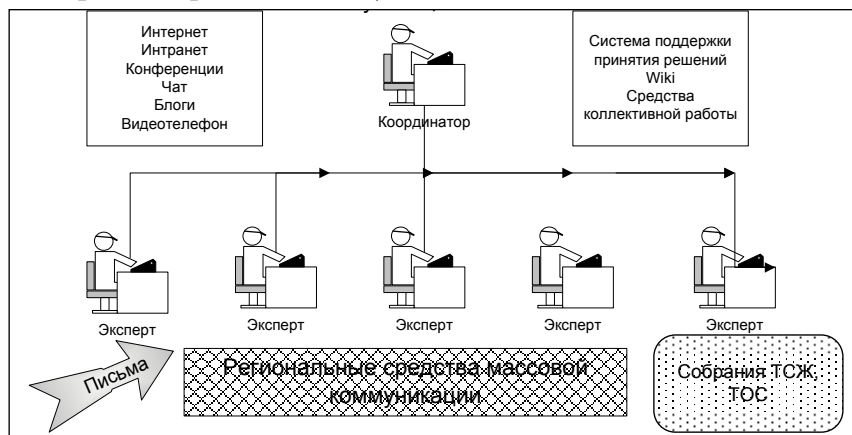 Интернет
Интранет
Конференции
Чат
Блоги
Видеотелефон
Координатор
Система поддержки
принятия решений
Wiki
Средства
коллективной работы
Эксперт
Эксперт
Эксперт
Эксперт
Эксперт
Письма
Региональные средства массовой
коммуникации
Собрания ТСЖ,
ТОС